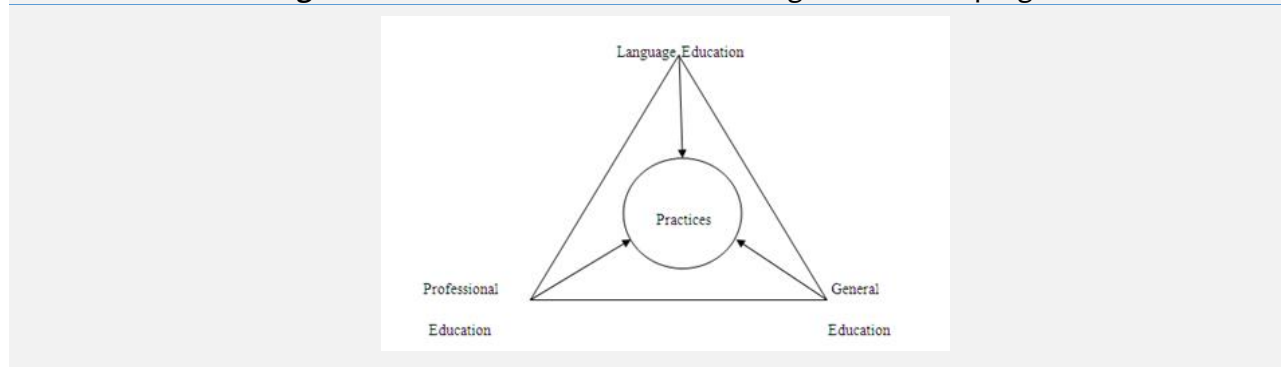 Language Education
Practices
Professional
Education
General
Education